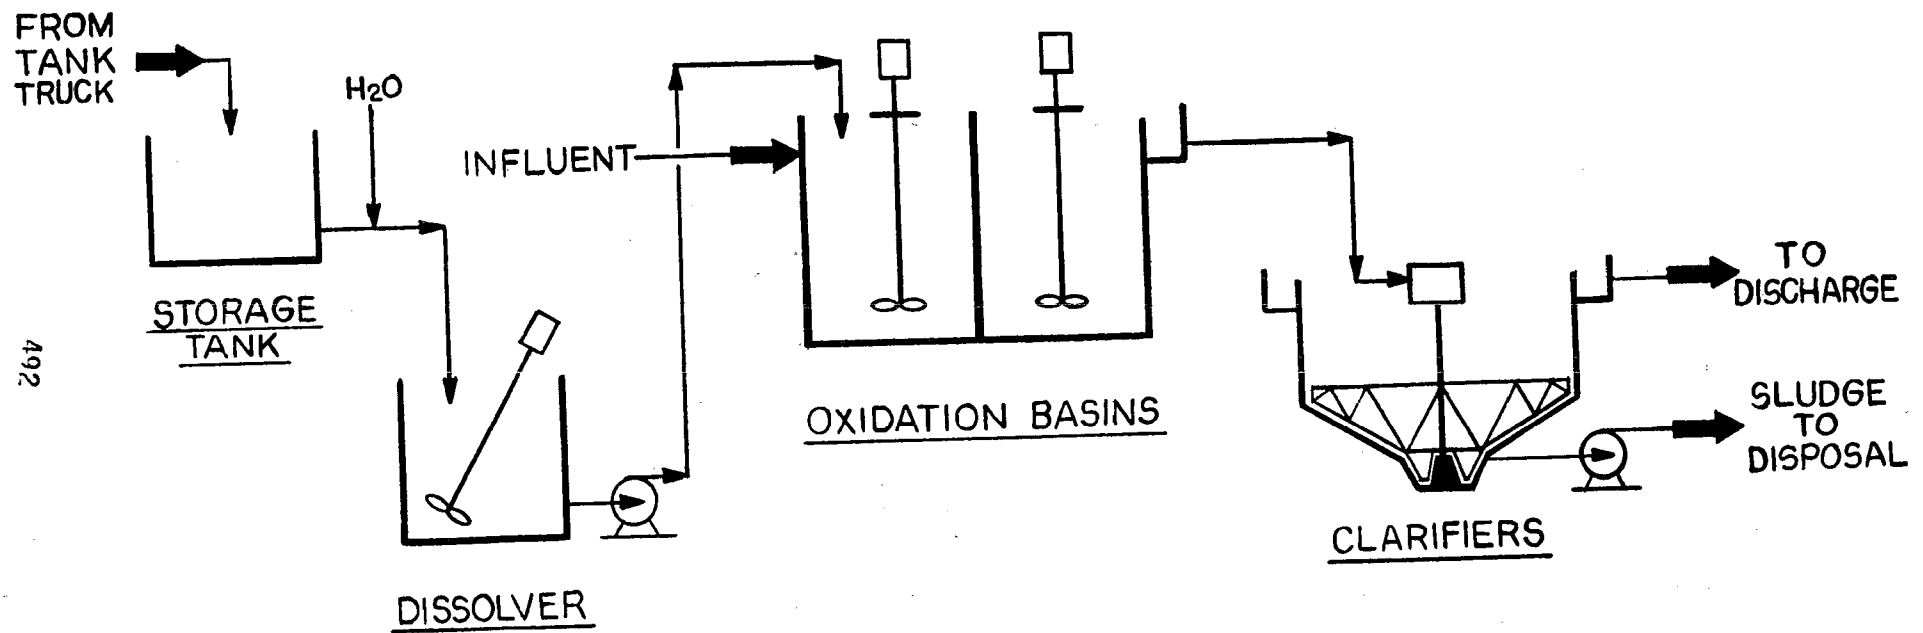 FROM
TANK
TRUCK
H2O
INFLUENT
STORAGE
TANK
492
DISSOLVER
OXIDATION BASINS
TO
DISCHARGE
SLUDGE
TO
DISPOSAL
CLARIFIERS